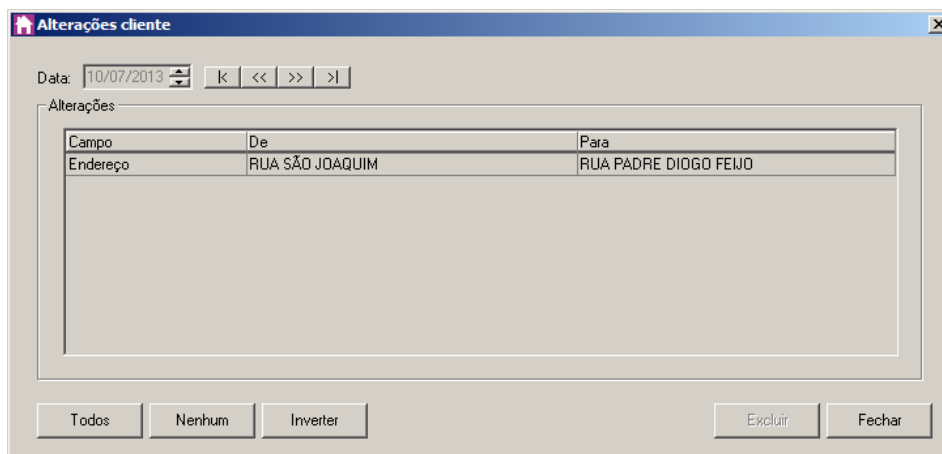 Alterações cliente
Data: 10/07/2013 |< << >> >|
Alterações
Campo De Para
Endereço RUA SÃO JOAQUIM RUA PADRE DIOGO FEIJO
Todos Nenhum Inverter Excluir Fechar